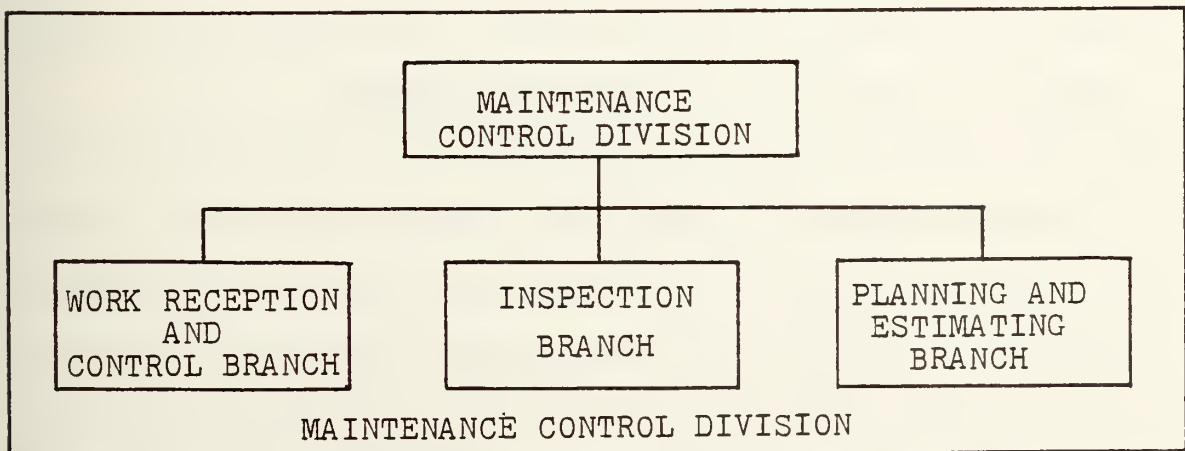 MAINTENANCE
CONTROL DIVISION
WORK RECEPTION
AND
CONTROL BRANCH
INSPECTION
BRANCH
PLANNING AND
ESTIMATING
BRANCH
MAINTENANCE CONTROL DIVISION